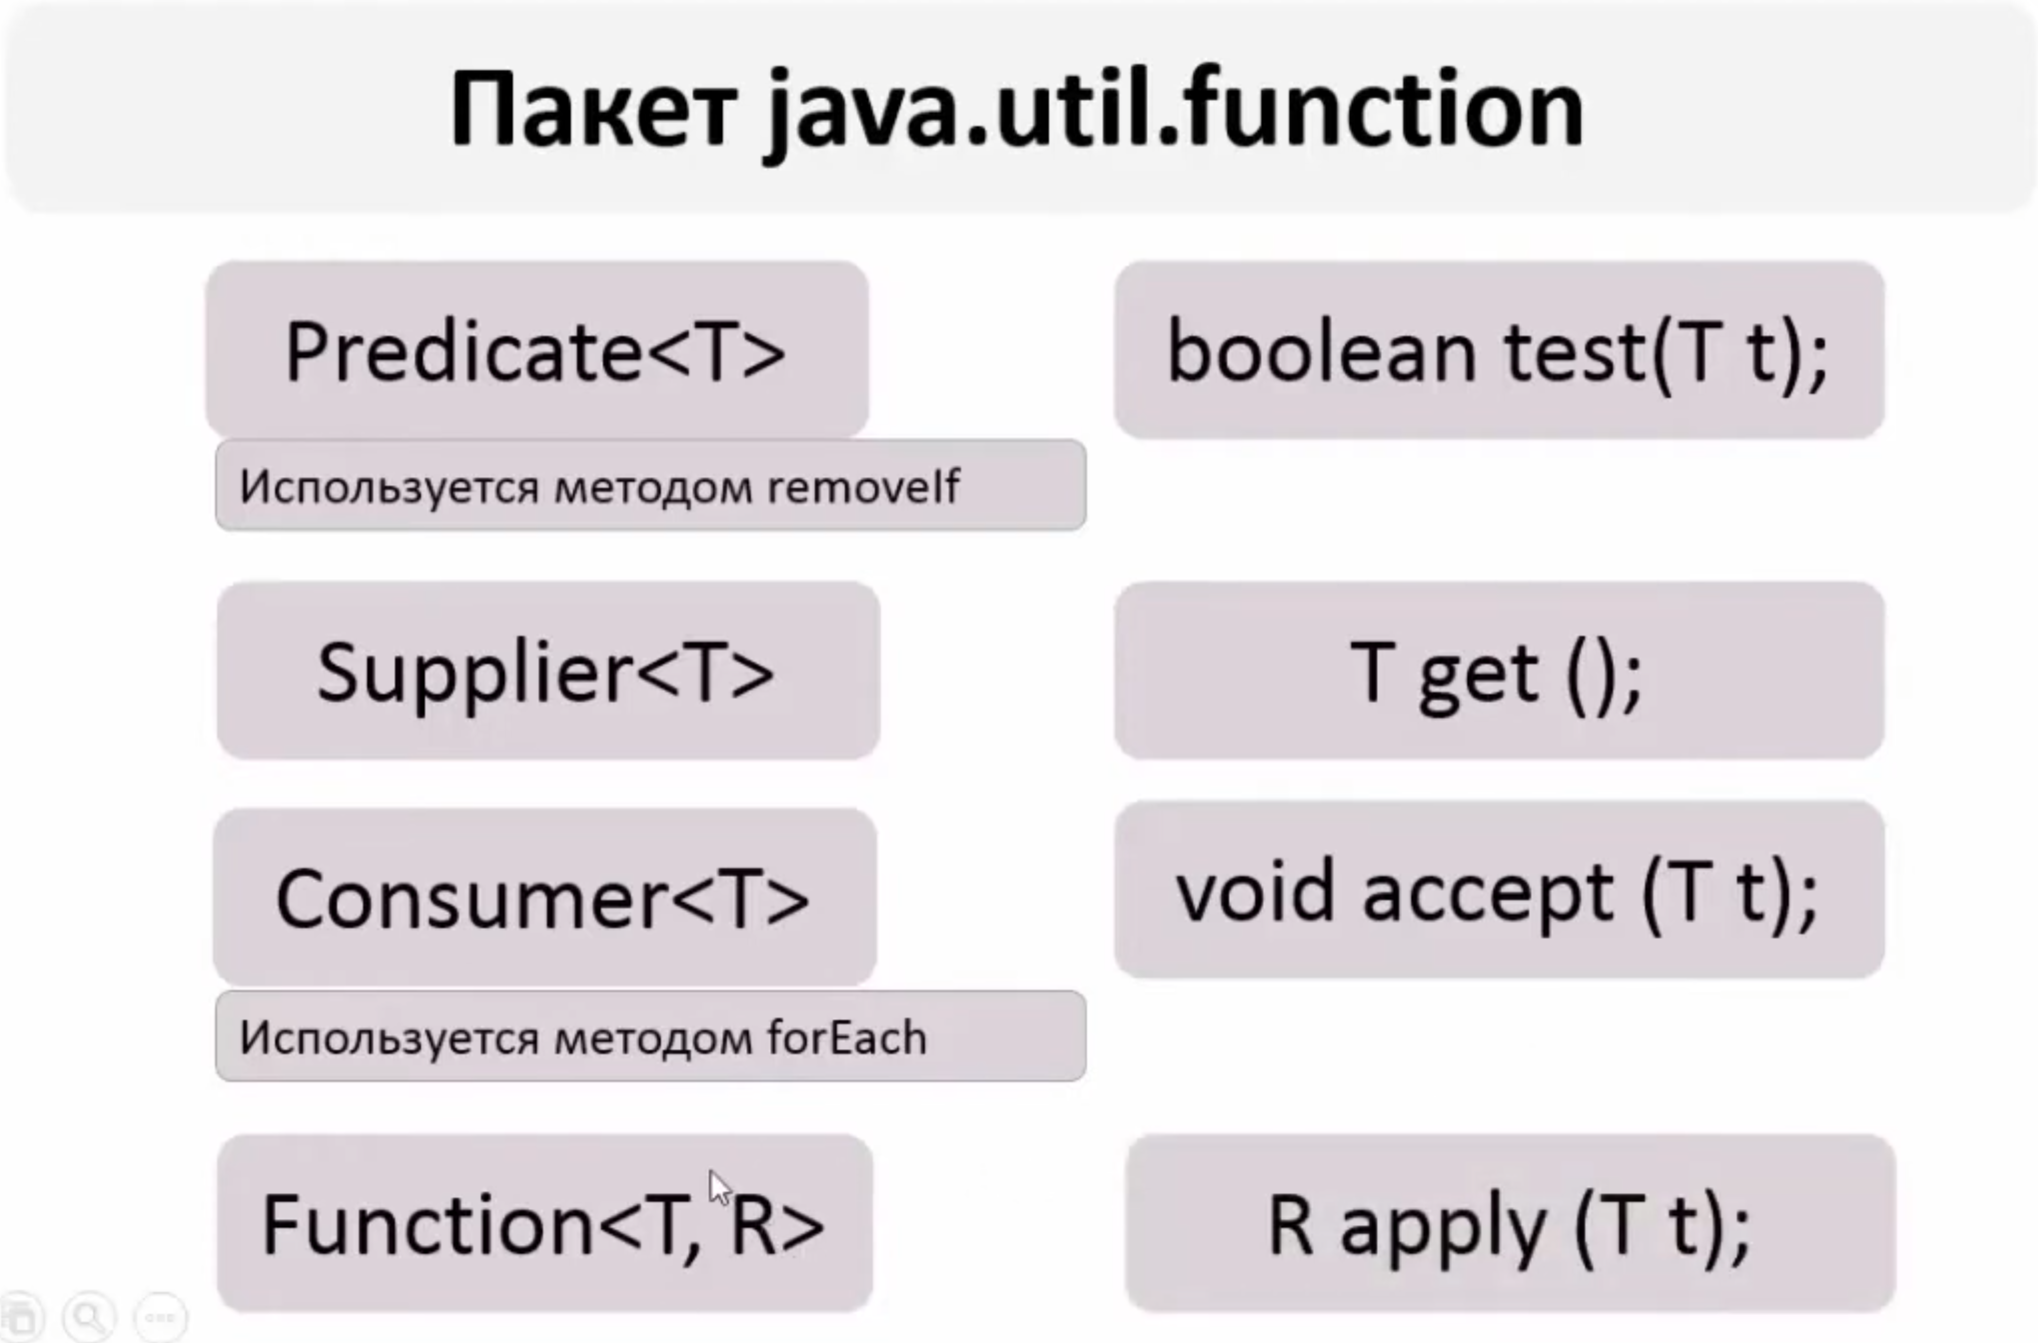 Пакет java.util.function
Predicate<T>
boolean test(T t);
Используется методом removeIf
Supplier<T>
T get ();
Consumer<T>
void accept (T t);
Используется методом forEach
Function<T, R>
R apply (T t);